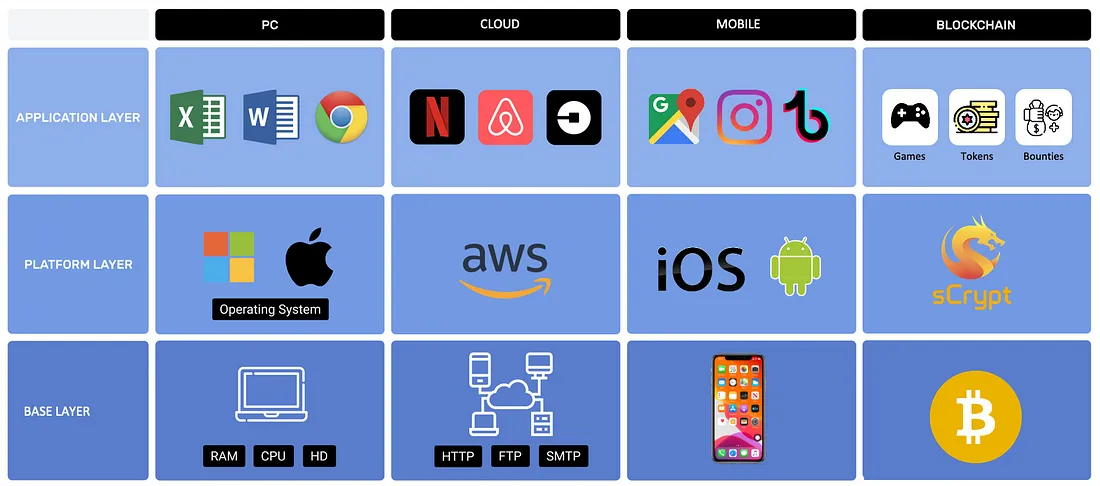 PC
CLOUD
MOBILE
BLOCKCHAIN
APPLICATION LAYER
X
W
N
G
Games
Tokens
Bounties
PLATFORM LAYER
Operating System
aws
iOS
sCrypt
BASE LAYER
RAM
CPU
HD
HTTP
FTP
SMTP